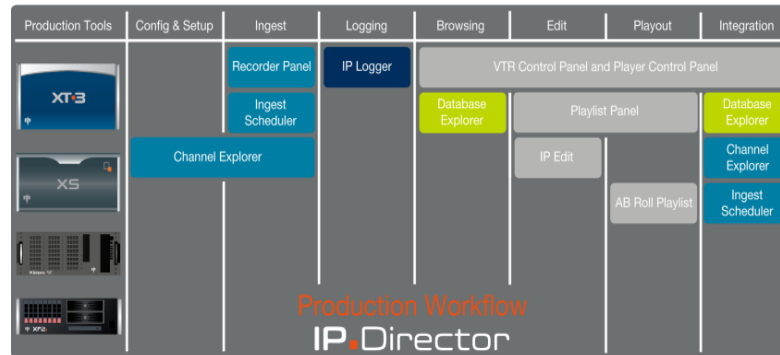 Production Tools
Config & Setup
Ingest
Logging
Browsing
Edit
Playout
Integration
XT3
Recorder Panel
IP Logger
VTR Control Panel and Player Control Panel
Ingest
Scheduler
Database
Explorer
Playlist Panel
Database
Explorer
XS
Channel Explorer
IP Edit
Channel
Explorer
AB Roll Playlist
Ingest
Scheduler
XF2
Production Workflow
IP Director